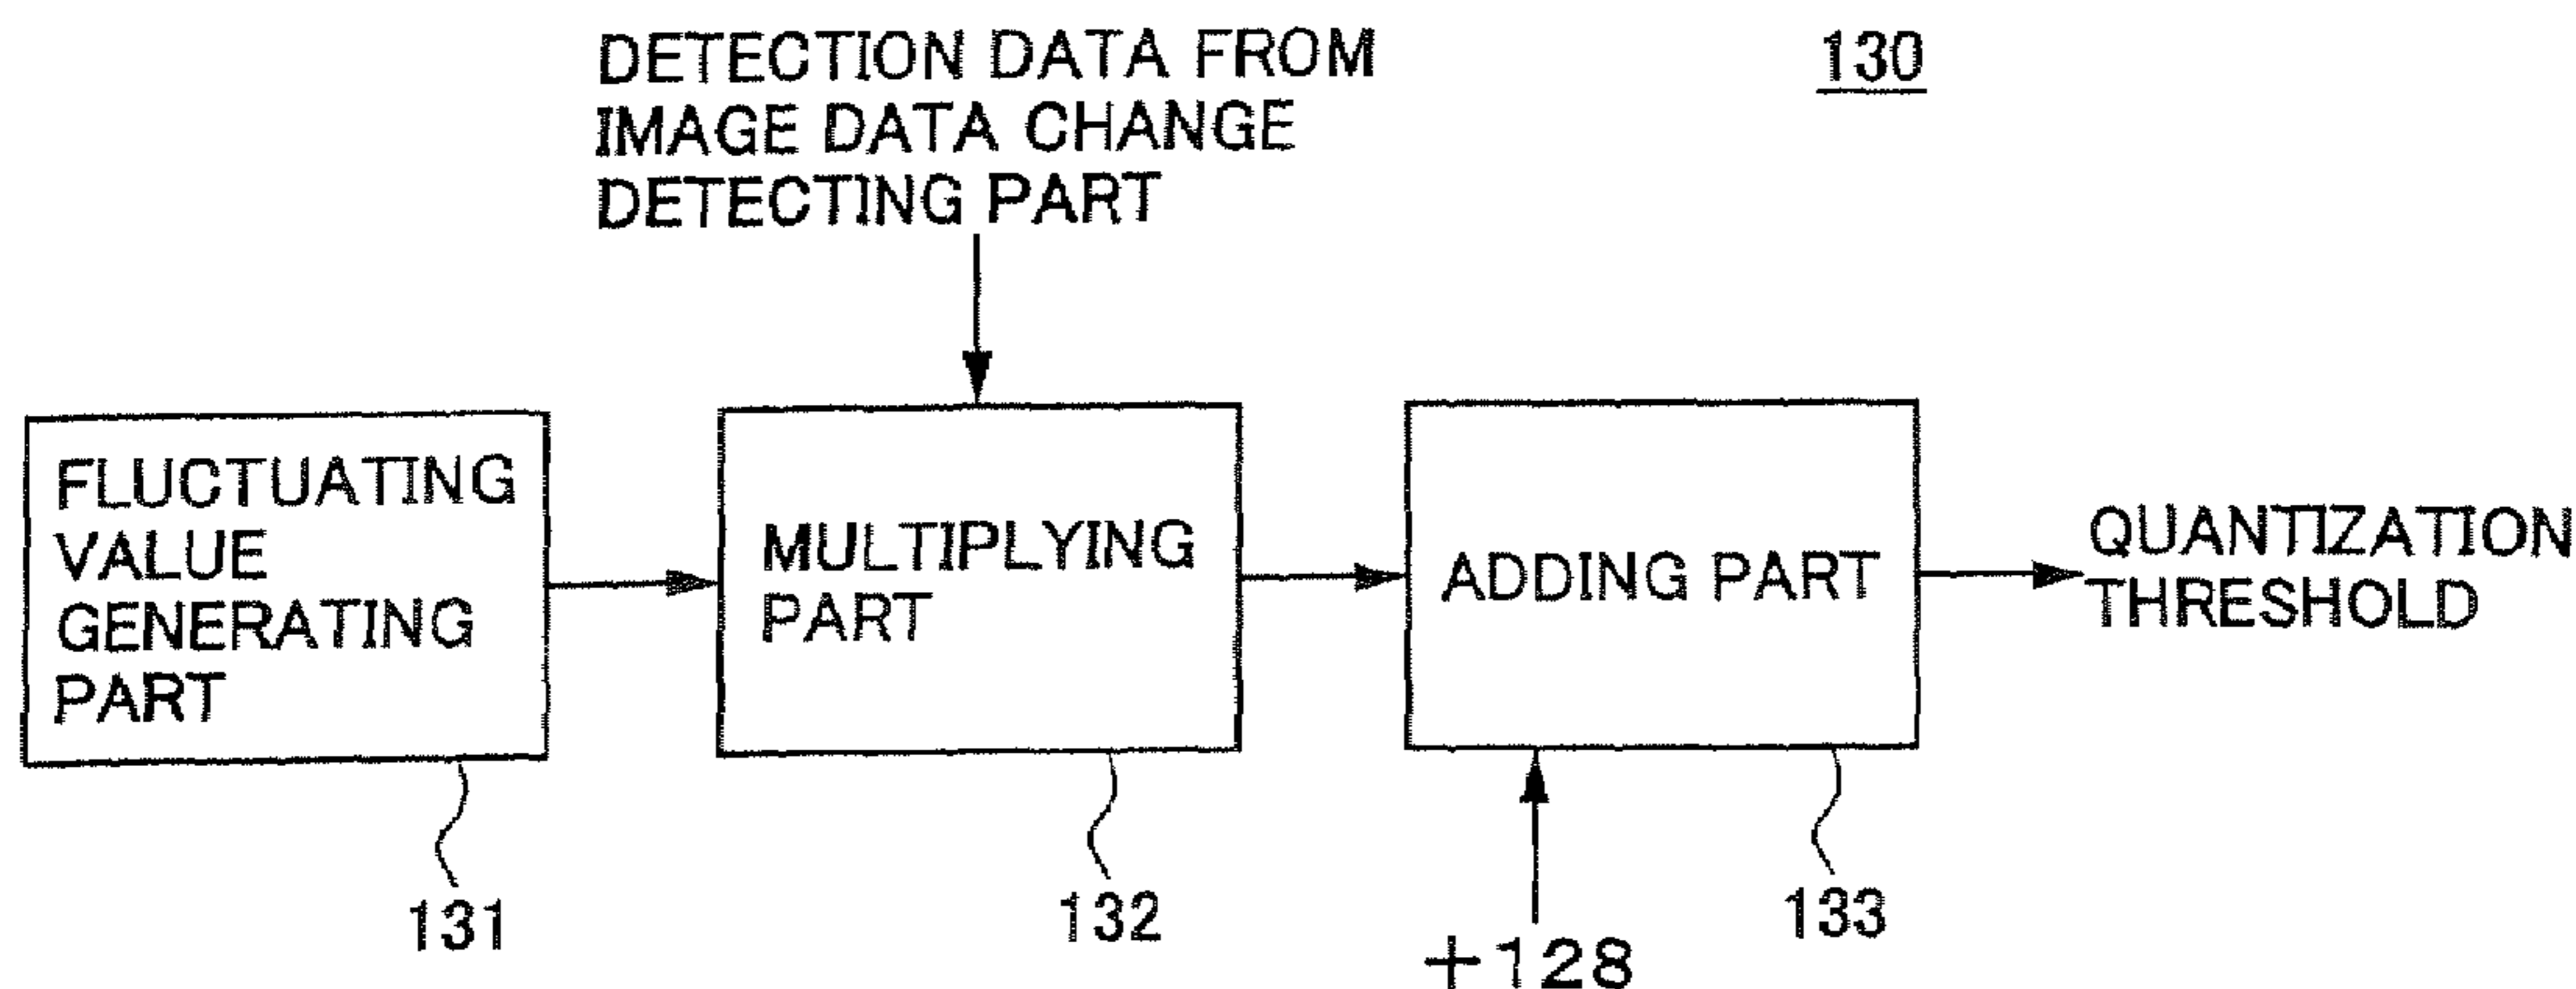 DETECTION DATA FROM
IMAGE DATA CHANGE
DETECTING PART
130
FLUCTUATING
VALUE
GENERATING
PART
MULTIPLYING
PART
ADDING PART
QUANTIZATION
THRESHOLD
131
132
+128
133